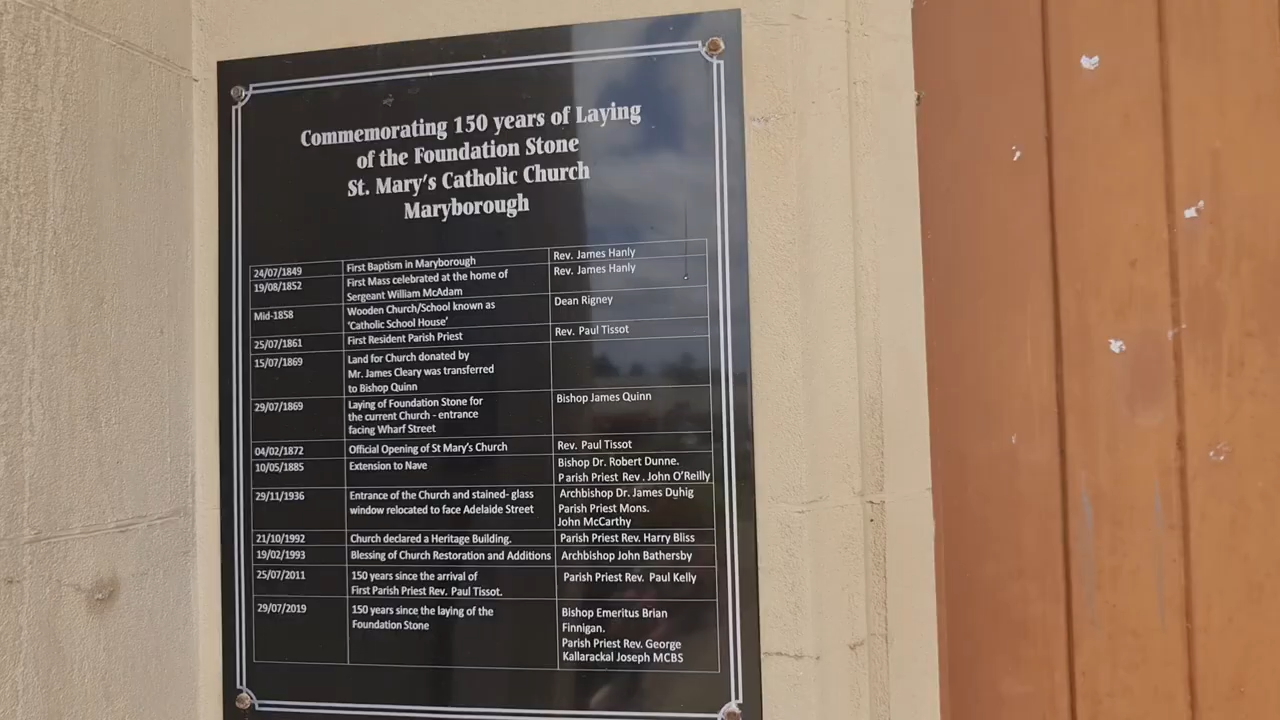 Commemorating 150 years of Laying
of the Foundation Stone
St. Mary's Catholic Church
Maryborough
24/07/1849 First Baptism in Maryborough Rev. James Hanly
19/08/1852 First Mass celebrated at the home of Rev. James Hanly
Sergeant William McAdam
Mid-1858 Wooden Church/School known as Dean Rigney
'Catholic School House'
25/07/1861 First Resident Parish Priest Rev. Paul Tissot
15/07/1869 Land for Church donated by
Mr. James Cleary was transferred
to Bishop Quinn
29/07/1869 Laying of Foundation Stone for Bishop James Quinn
the current Church - entrance
facing Wharf Street
04/02/1872 Official Opening of St Mary's Church Rev. Paul Tissot
10/05/1885 Extension to Nave Bishop Dr. Robert Dunne.
Parish Priest Rev. John O'Reilly
29/11/1936 Entrance of the Church and stained- glass Archbishop Dr. James Duhig
window relocated to face Adelaide Street Parish Priest Mons.
John McCarthy
21/10/1992 Church declared a Heritage Building. Parish Priest Rev. Harry Bliss
19/02/1993 Blessing of Church Restoration and Additions Archbishop John Bathersby
25/07/2011 150 years since the arrival of Parish Priest Rev. Paul Kelly
First Parish Priest Rev. Paul Tissot.
29/07/2019 150 years since the laying of the Bishop Emeritus Brian
Foundation Stone Finnigan.
Parish Priest Rev. George
Kallarackal Joseph MCBS